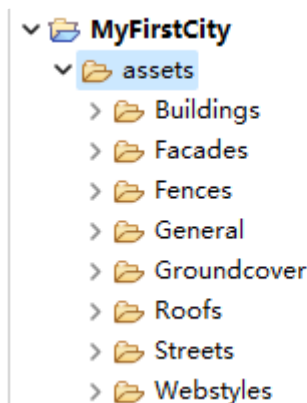 MyFirstCity
assets
Buildings
Facades
Fences
General
Groundcover
Roofs
Streets
Webstyles